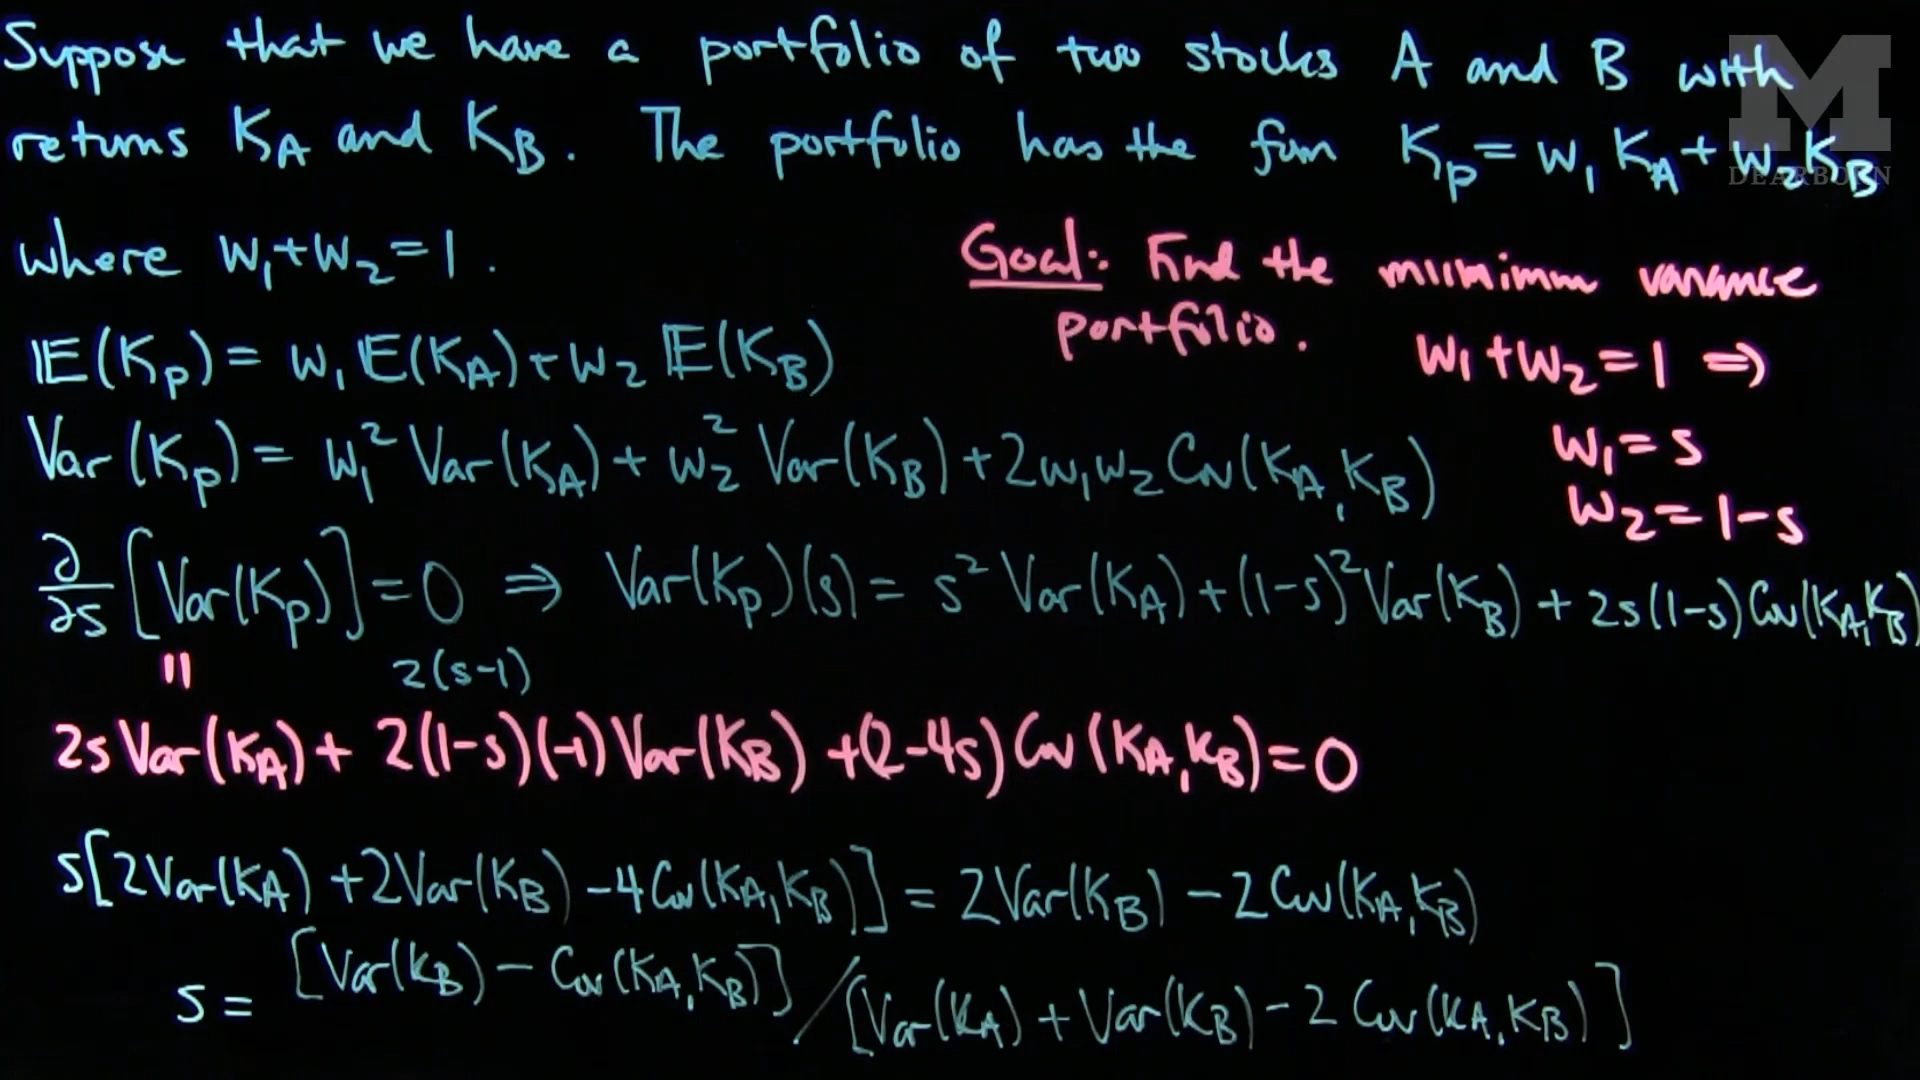 Suppose that we have a portfolio of two stocks A and B with
returns K_A and K_B. The portfolio has the form K_p = w_1 K_A + w_2 K_B
where w_1 + w_2 = 1.
Goal: Find the minimum variance
portfolio.
𝔼(K_p) = w_1 𝔼(K_A) + w_2 𝔼(K_B)
w_1 + w_2 = 1 ⇒
Var(K_p) = w_1^2 Var(K_A) + w_2^2 Var(K_B) + 2w_1w_2 Cov(K_A, K_B)
w_1 = s
w_2 = 1-s
∂/∂s [Var(K_p)] = 0 ⇒ Var(K_p)(s) = s^2 Var(K_A) + (1-s)^2 Var(K_B) + 2s(1-s) Cov(K_A, K_B)
=
2(s-1)
2s Var(K_A) + 2(1-s)(-1) Var(K_B) + (2-4s) Cov(K_A, K_B) = 0
s[2Var(K_A) + 2Var(K_B) - 4Cov(K_A, K_B)] = 2Var(K_B) - 2Cov(K_A, K_B)
s = [Var(K_B) - Cov(K_A, K_B)] / [Var(K_A) + Var(K_B) - 2 Cov(K_A, K_B)]
M
DEARBORN